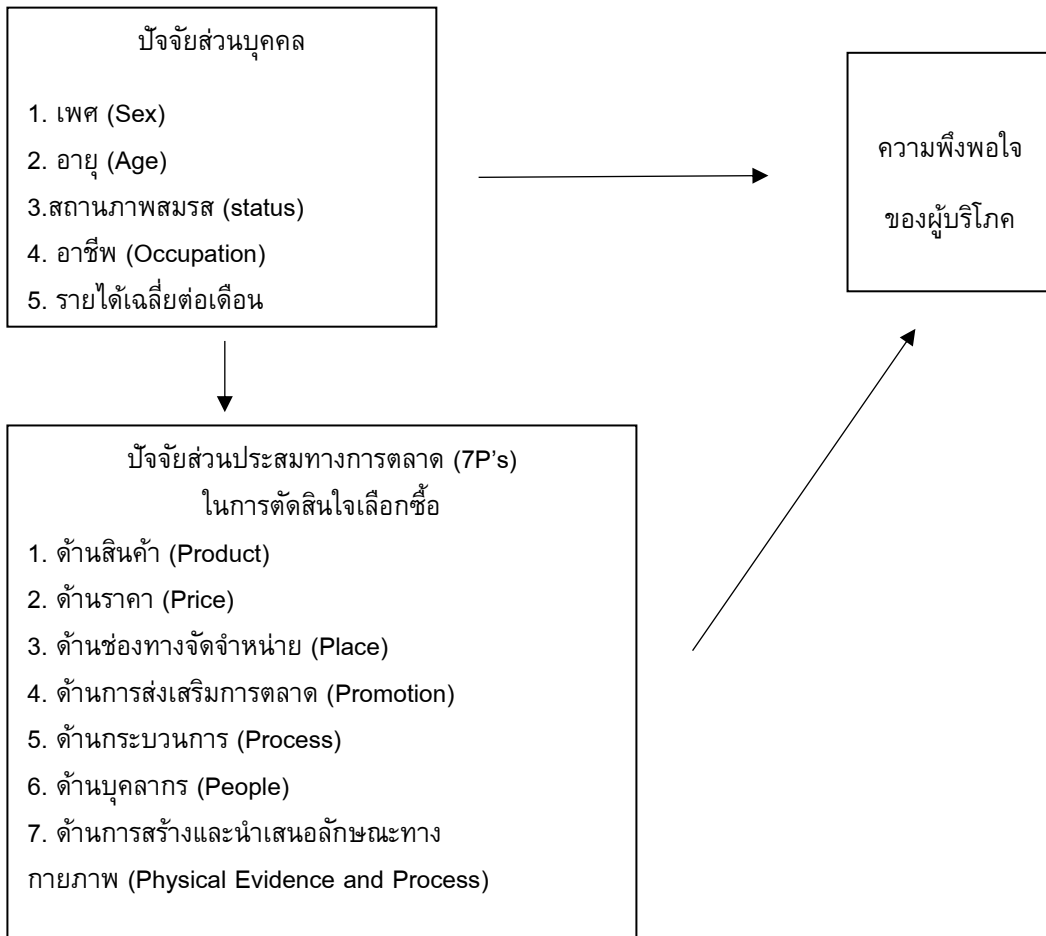 ปัจจัยส่วนบุคคล
1. เพศ (Sex)
2. อายุ (Age)
3.สถานภาพสมรส (status)
4. อาชีพ (Occupation)
5. รายได้เฉลี่ยต่อเดือน
ความพึงพอใจ
ของผู้บริโภค
ปัจจัยส่วนประสมทางการตลาด (7P’s)
ในการตัดสินใจเลือกซื้อ
1. ด้านสินค้า (Product)
2. ด้านราคา (Price)
3. ด้านช่องทางจัดจำหน่าย (Place)
4. ด้านการส่งเสริมการตลาด (Promotion)
5. ด้านกระบวนการ (Process)
6. ด้านบุคลากร (People)
7. ด้านการสร้างและนำเสนอลักษณะทาง
กายภาพ (Physical Evidence and Process)